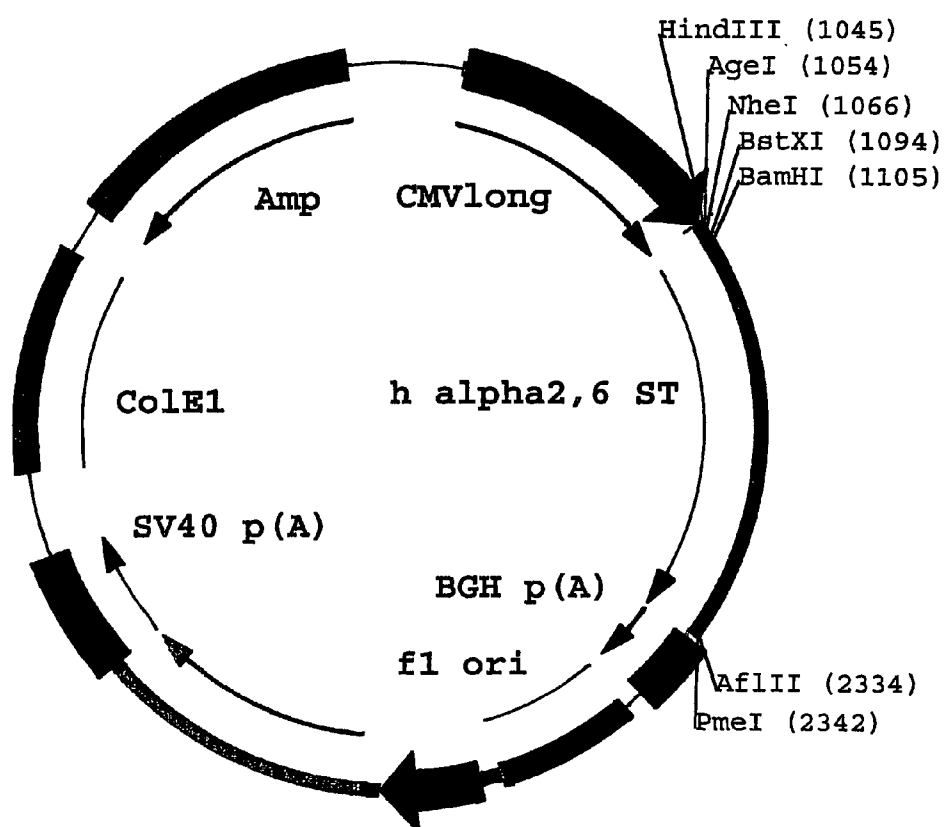 HindIII (1045)
AgeI (1054)
NheI (1066)
BstXI (1094)
BamHI (1105)
Amp
CMVlong
ColE1
h alpha2,6 ST
SV40 p(A)
BGH p(A)
f1 ori
AflII (2334)
PmeI (2342)